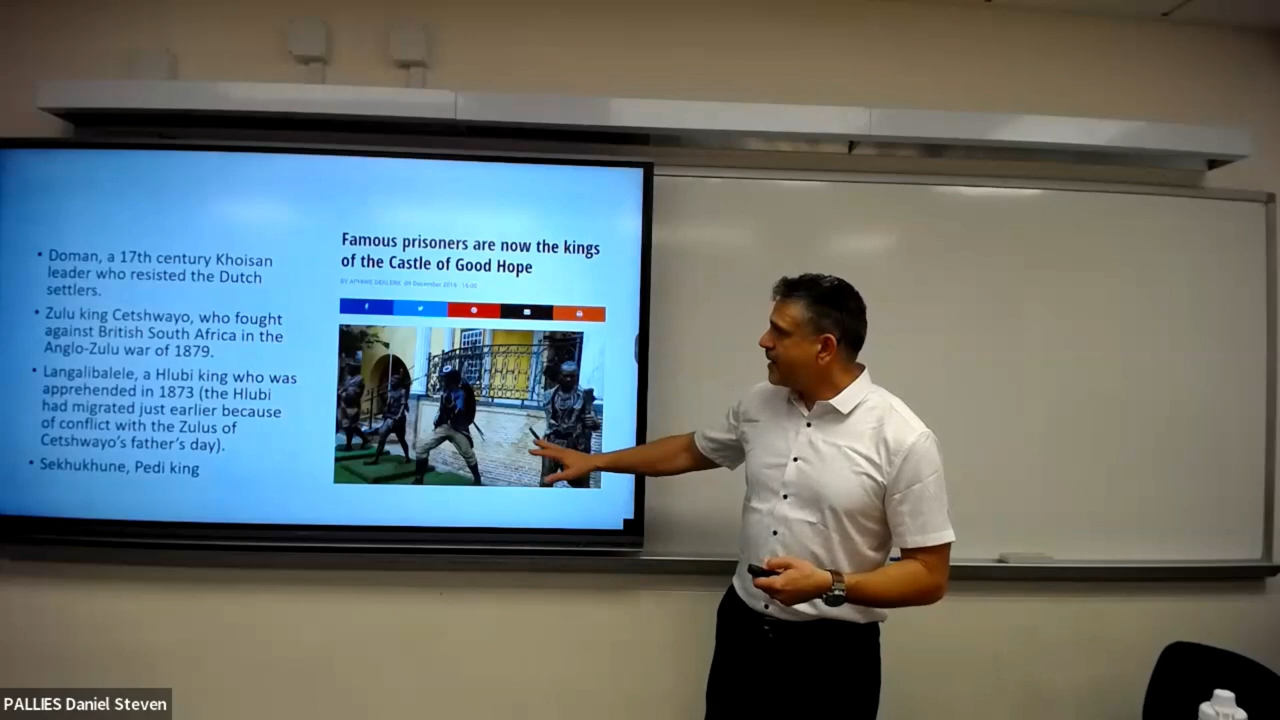 • Doman, a 17th century Khoisan
leader who resisted the Dutch
settlers.
• Zulu king Cetshwayo, who fought
against British South Africa in the
Anglo-Zulu war of 1879.
• Langalibalele, a Hlubi king who was
apprehended in 1873 (the Hlubi
had migrated just earlier because
of conflict with the Zulus of
Cetshwayo's father's day).
• Sekhukhune, Pedi king
Famous prisoners are now the kings
of the Castle of Good Hope
PALLIES Daniel Steven